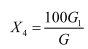 X₄ = 100G₁ / G